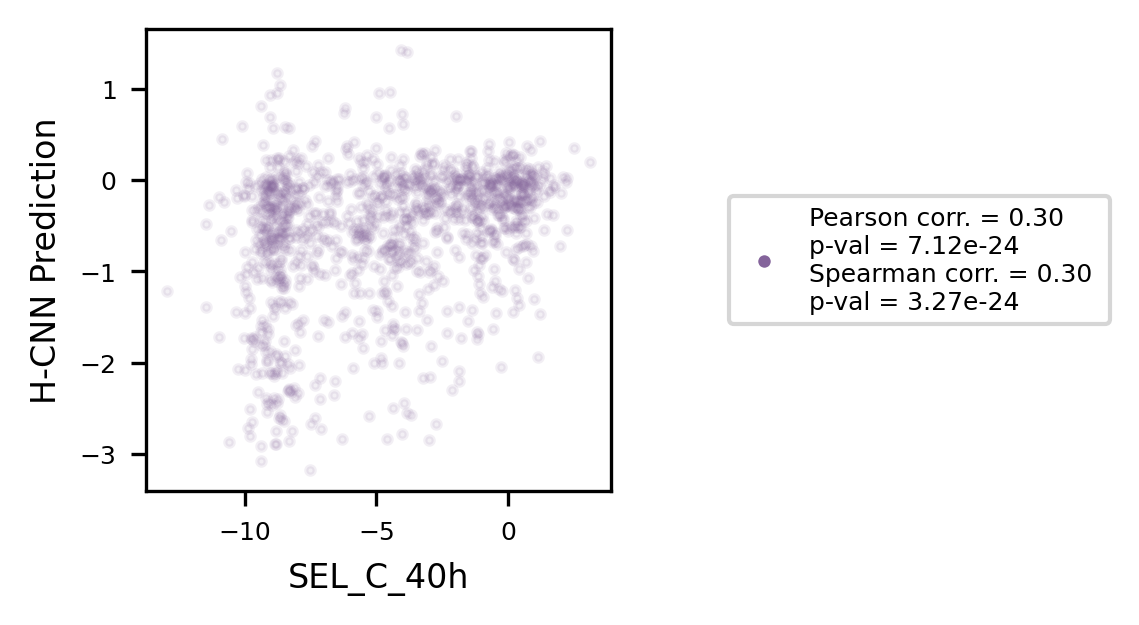 1
0
−1
−2
−3
H-CNN Prediction
−10
−5
0
SEL_C_40h
Pearson corr. = 0.30
p-val = 7.12e-24
Spearman corr. = 0.30
p-val = 3.27e-24